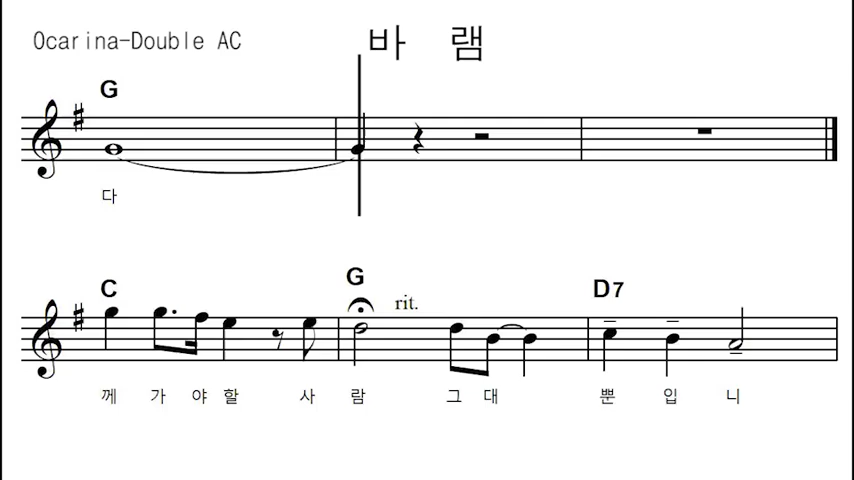 Ocarina-Double AC
바 램
G
다
C G rit. D7
께 가 야 할 사 람 그 대 뿐 입 니